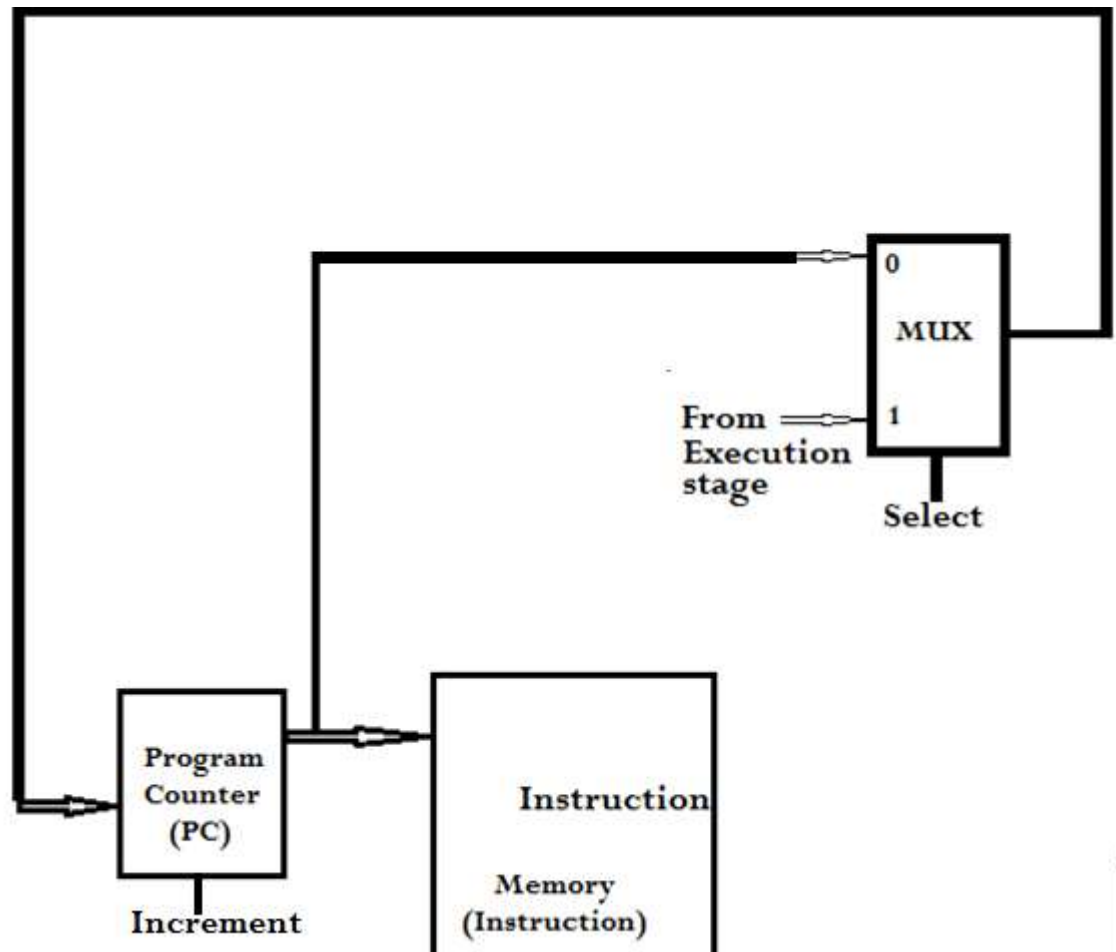 0
MUX
1
From
Execution
stage
Select
Program
Counter
(PC)
Increment
Instruction
Memory
(Instruction)